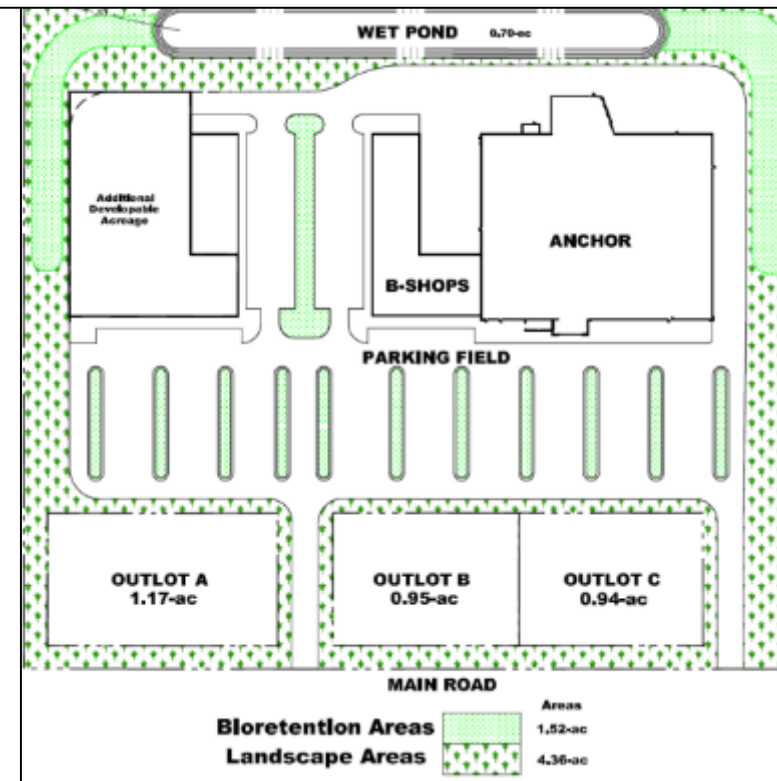 WET POND 0.70-ac
Additional
Developable
Acreage
ANCHOR
B-SHOPS
PARKING FIELD
OUTLOT A
1.17-ac
OUTLOT B
0.95-ac
OUTLOT C
0.94-ac
MAIN ROAD
Areas
Bioretention Areas 1.52-ac
Landscape Areas 4.36-ac